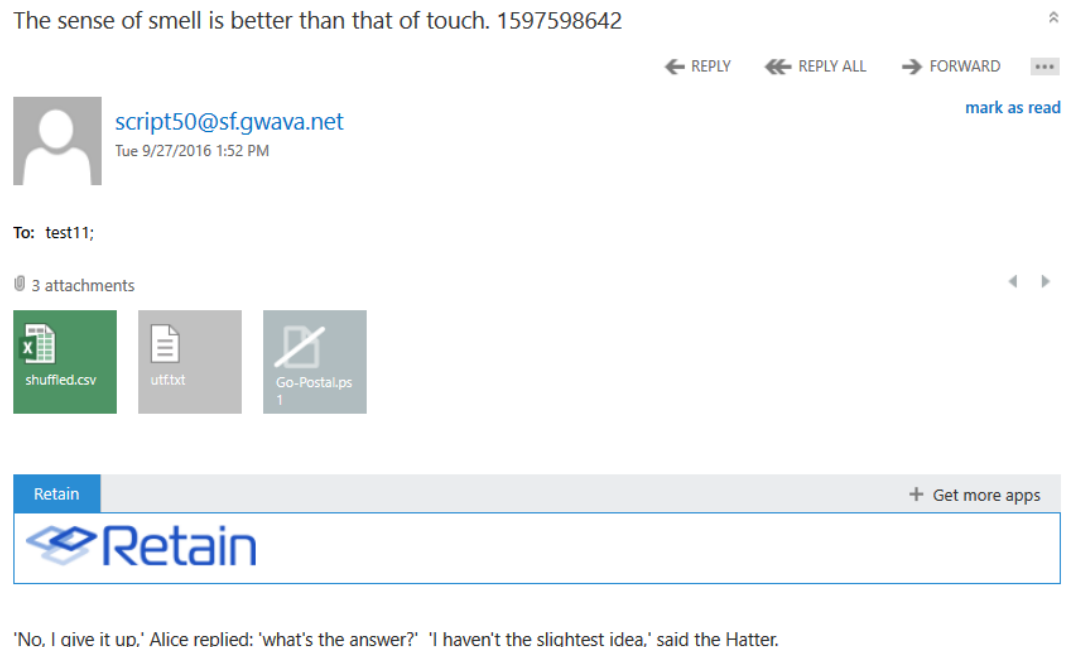 The sense of smell is better than that of touch. 1597598642
REPLY REPLY ALL FORWARD
mark as read
script50@sf.gwava.net
Tue 9/27/2016 1:52 PM
To: test11;
3 attachments
shuffled.csv
utf.txt
Go-Postal.ps
1
Retain
Get more apps
Retain
'No, I give it up,' Alice replied: 'what's the answer?' 'I haven't the slightest idea,' said the Hatter.